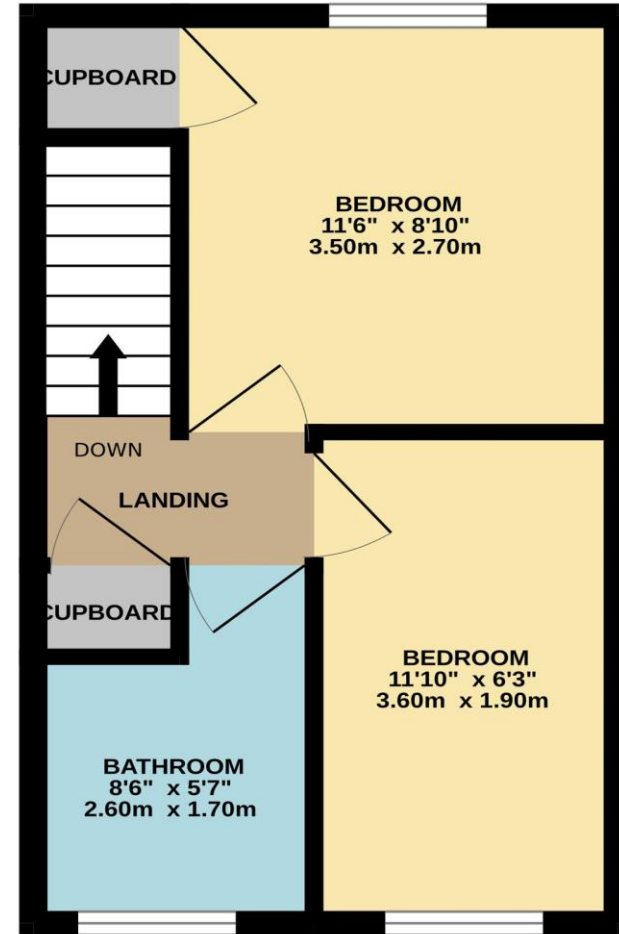 CUPBOARD
BEDROOM
11'6" x 8'10"
3.50m x 2.70m
DOWN
LANDING
CUPBOARD
BEDROOM
11'10" x 6'3"
3.60m x 1.90m
BATHROOM
8'6" x 5'7"
2.60m x 1.70m